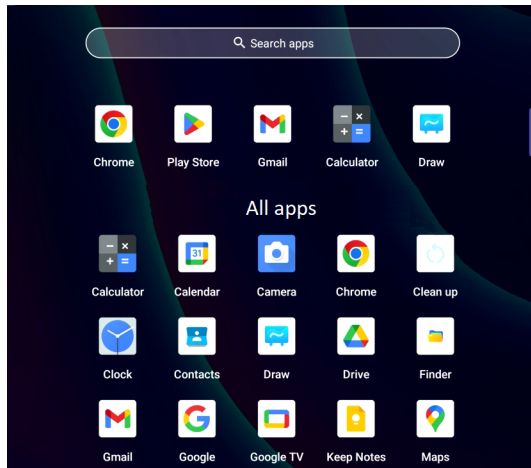 Search apps
Chrome Play Store Gmail Calculator Draw
All apps
31
Calculator Calendar Camera Chrome Clean up
Clock Contacts Draw Drive Finder
Gmail Google Google TV Keep Notes Maps